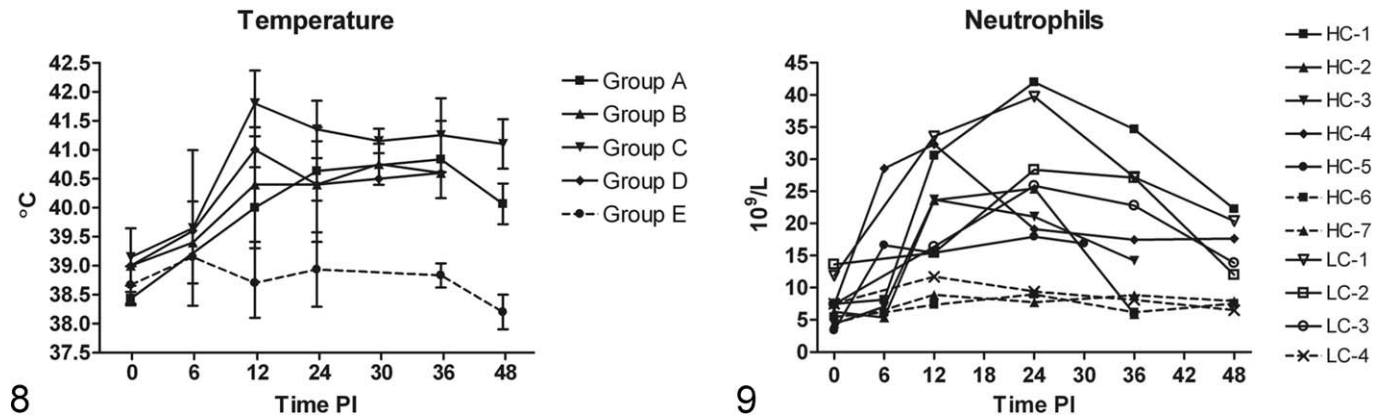 Temperature
42.5
42.0
41.5
41.0
40.5
40.0
39.5
39.0
38.5
38.0
37.5
°C
0 6 12 24 30 36 48
Time PI
Group A
Group B
Group C
Group D
Group E
8
Neutrophils
45
40
35
30
25
20
15
10
5
0
10⁹/L
0 6 12 18 24 30 36 42 48
Time PI
HC-1
HC-2
HC-3
HC-4
HC-5
HC-6
HC-7
LC-1
LC-2
LC-3
LC-4
9